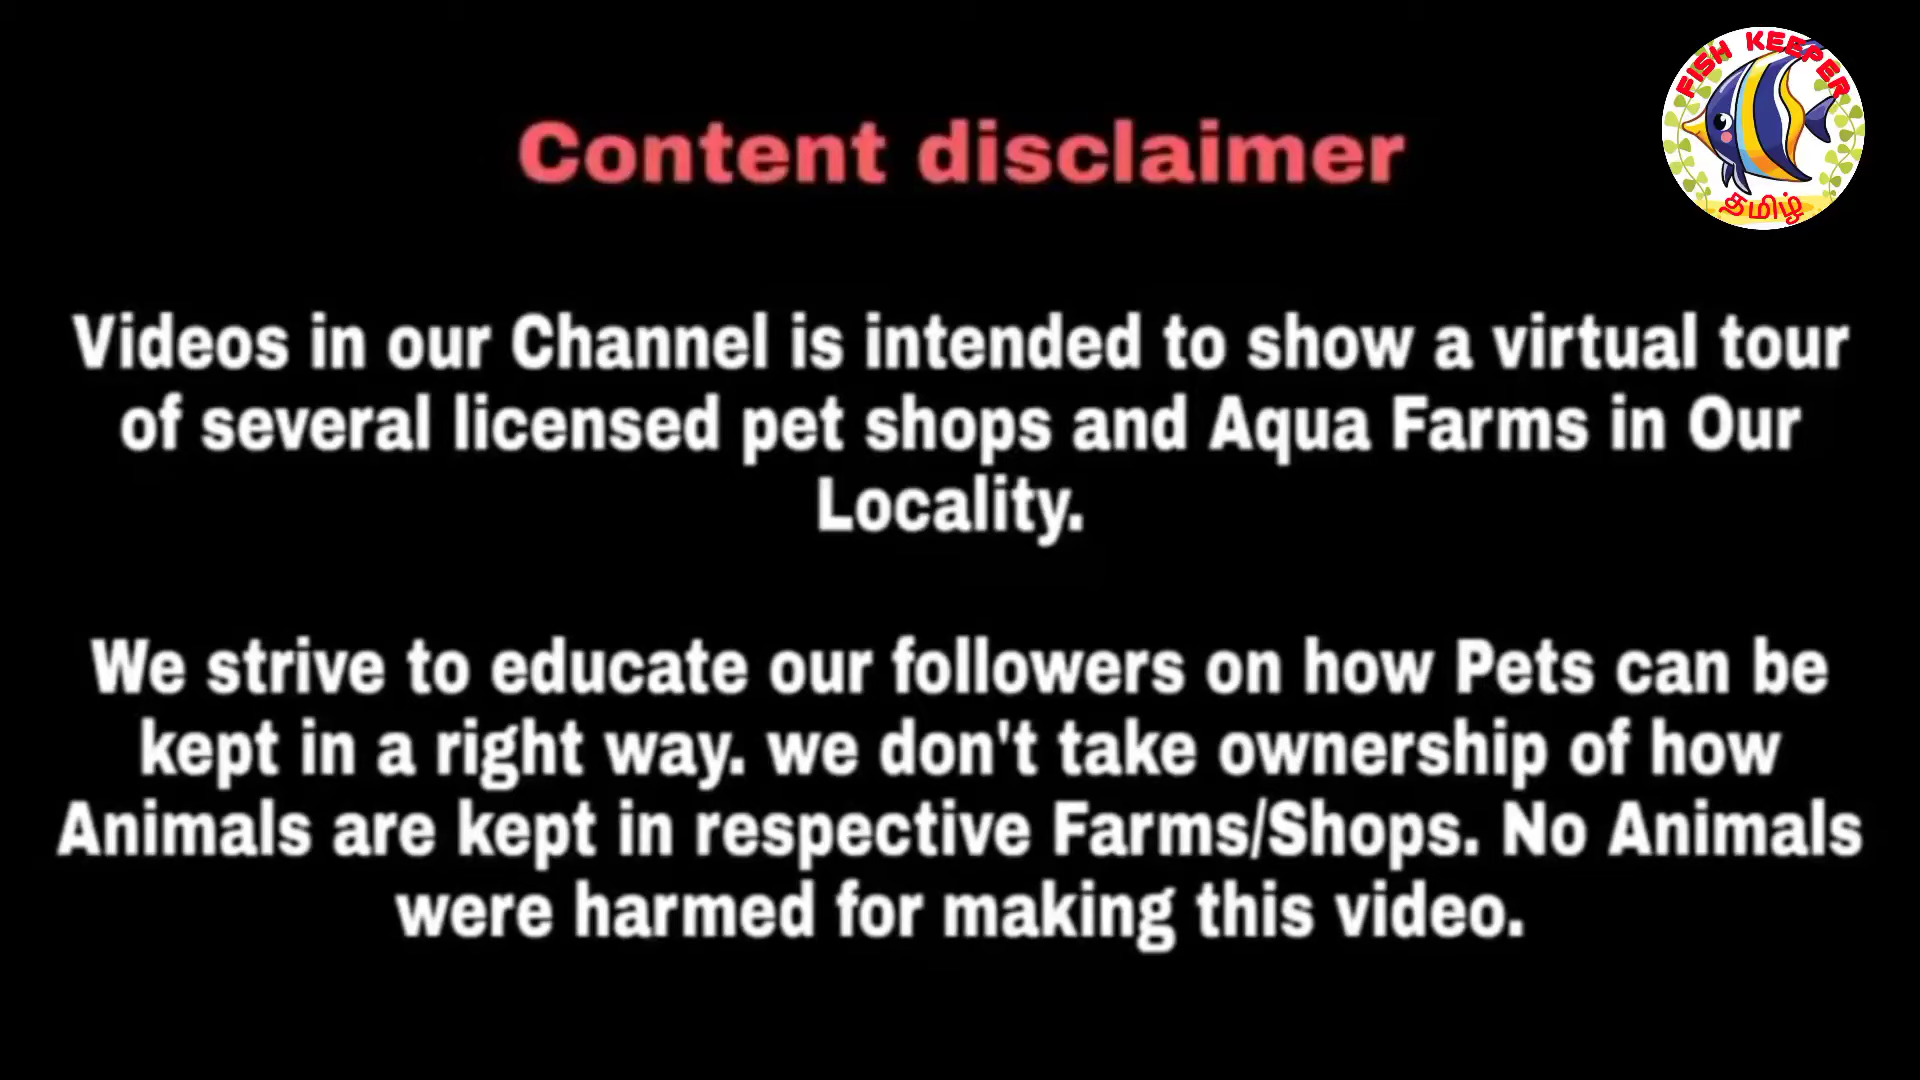 FISH KEEPER
தமிழ்
Content disclaimer
Videos in our Channel is intended to show a virtual tour
of several licensed pet shops and Aqua Farms in Our
Locality.
We strive to educate our followers on how Pets can be
kept in a right way. we don't take ownership of how
Animals are kept in respective Farms/Shops. No Animals
were harmed for making this video.